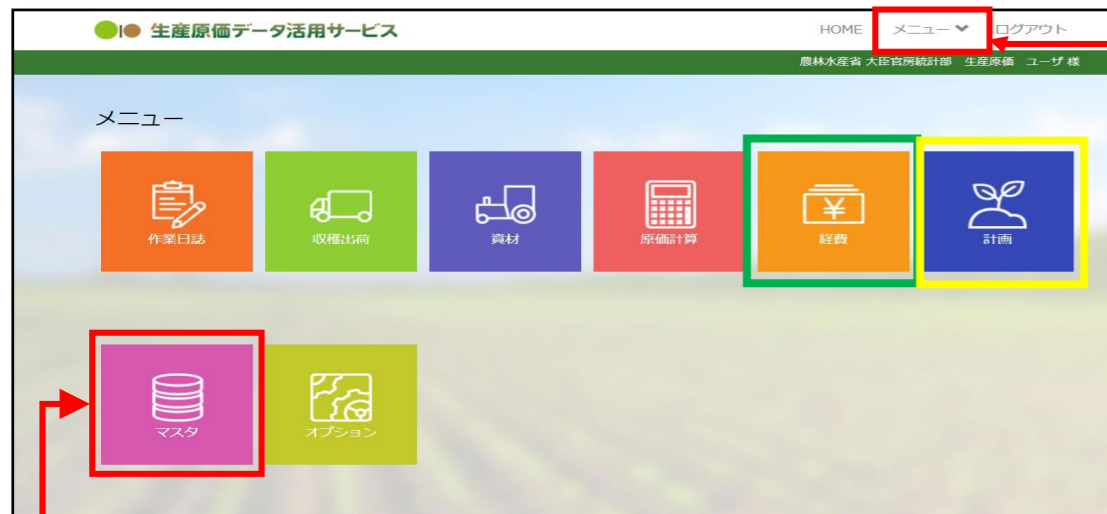 生産原価データ活用サービス
HOME メニュー ログアウト
農林水産省 大臣官房統計部 生産原価 ユーザ 様
メニュー
作業日誌 収穫出荷 資材 原価計算 経費 計画
マスタ オプション